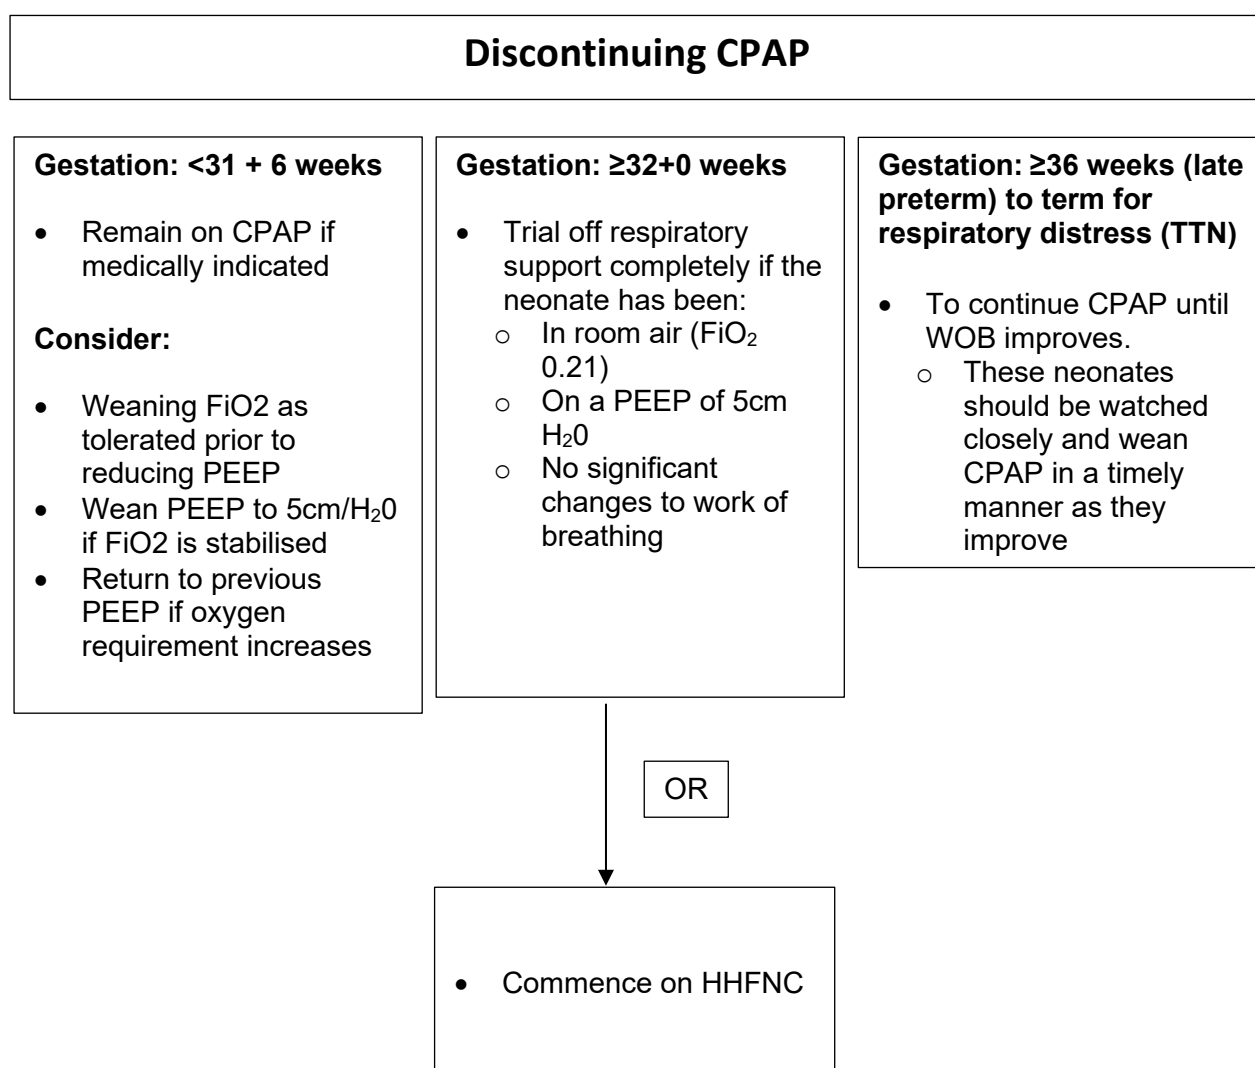 Discontinuing CPAP
Gestation: <31 + 6 weeks
• Remain on CPAP if
medically indicated
Consider:
• Weaning FiO2 as
tolerated prior to
reducing PEEP
• Wean PEEP to 5cm/H₂0
if FiO2 is stabilised
• Return to previous
PEEP if oxygen
requirement increases
Gestation: ≥32+0 weeks
• Trial off respiratory
support completely if the
neonate has been:
o In room air (FiO₂
0.21)
o On a PEEP of 5cm
H₂0
o No significant
changes to work of
breathing
Gestation: ≥36 weeks (late
preterm) to term for
respiratory distress (TTN)
• To continue CPAP until
WOB improves.
o These neonates
should be watched
closely and wean
CPAP in a timely
manner as they
improve
OR
• Commence on HHFNC